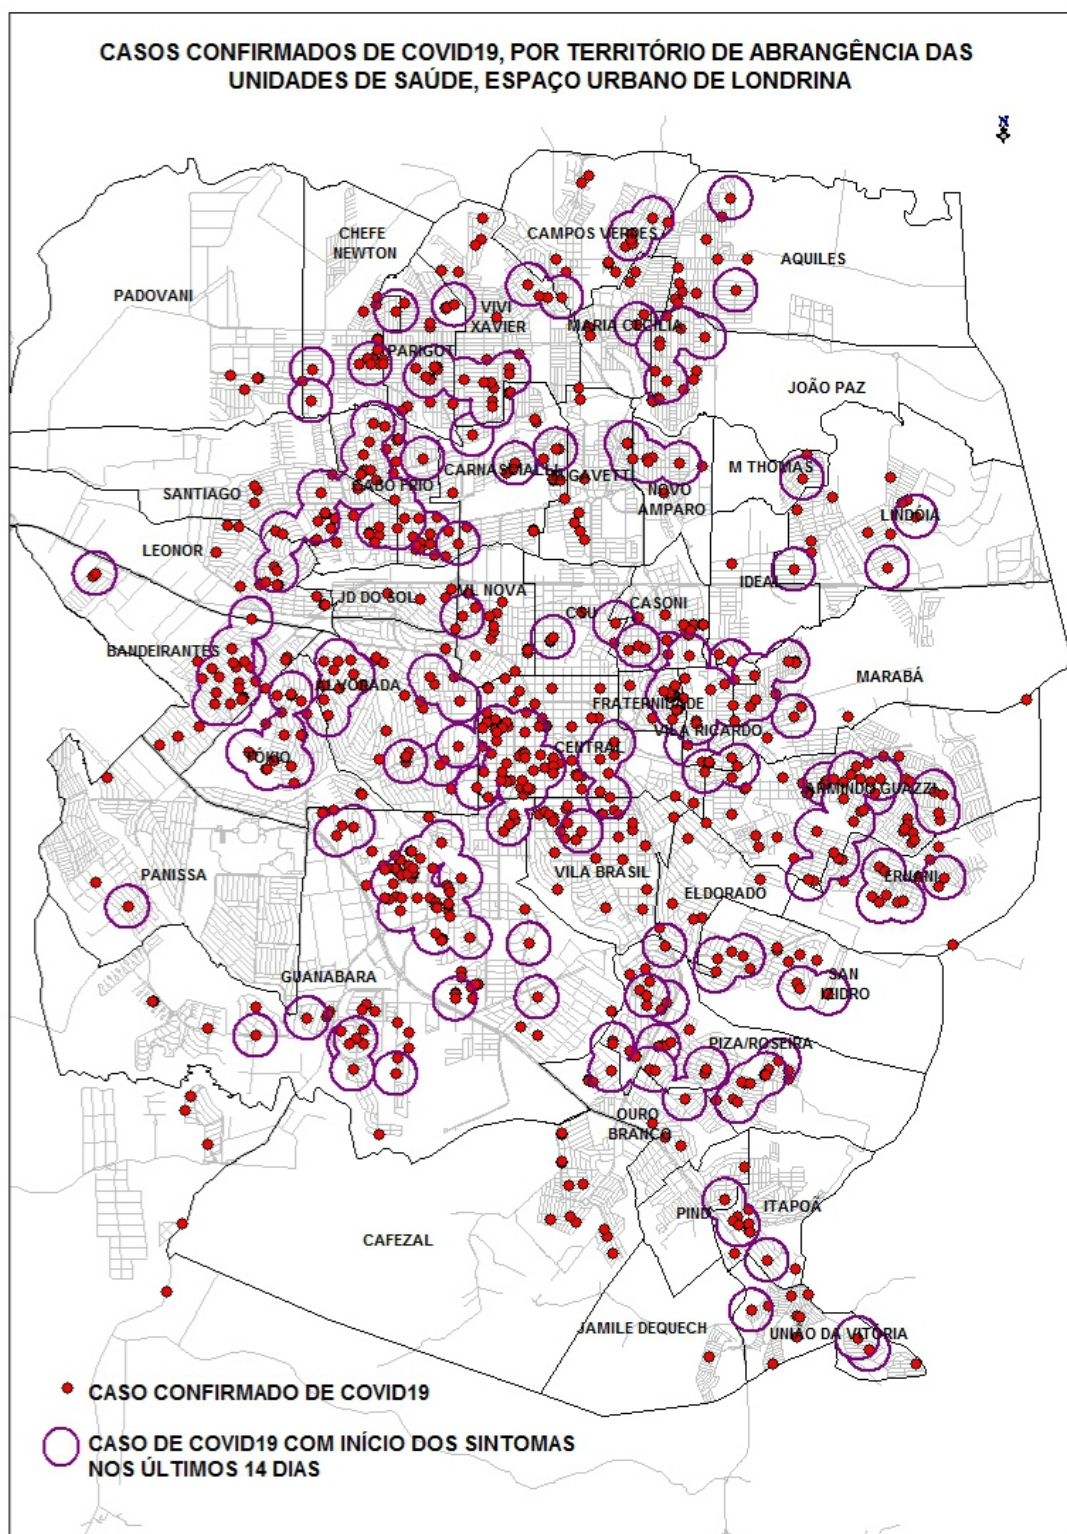 CASOS CONFIRMADOS DE COVID19, POR TERRITÓRIO DE ABRANGÊNCIA DAS
UNIDADES DE SAÚDE, ESPAÇO URBANO DE LONDRINA
N
CHEFE
NEWTON
CAMPOS VERDES
AQUILES
PADOVANI
VIVI
XAVIER
MARIA CECÍLIA
PARIGOT
JOÃO PAZ
CARNASCIALLI
M THOMAS
CABO FRIO
SANTIAGO
NOVO
AMPARO
LINDÓIA
LEONOR
IDEAL
JD DO SOL
VL NOVA
CSU
CASONI
BANDEIRANTES
ALVORADA
MARABÁ
FRATERNIDADE
VILA RICARDO
CENTRAL
TÓKIO
ARMINDO GUAZZI
PANISSA
VILA BRASIL
ERNANI
ELDORADO
GUANABARA
SAN
IZIDRO
PIZA/ROSEIRA
OURO
BRANCO
PIND
ITAPOÃ
CAFEZAL
JAMILE DEQUECH
UNIÃO DA VITÓRIA
CASO CONFIRMADO DE COVID19
CASO DE COVID19 COM INÍCIO DOS SINTOMAS
NOS ÚLTIMOS 14 DIAS